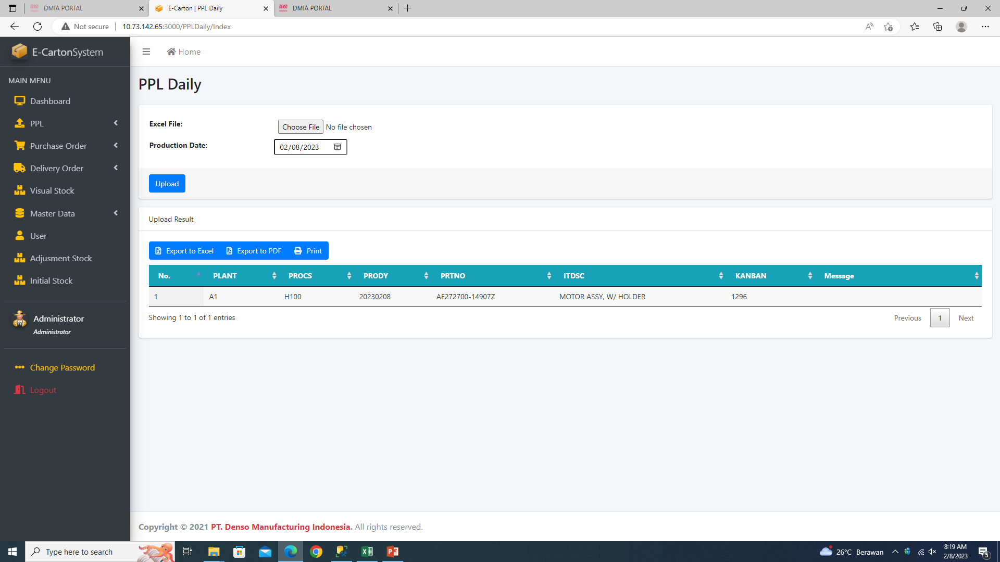 DMIA PORTAL
E-Carton | PPL Daily
DENSO
DMIA PORTAL
Not secure
10.73.142.65:3000/PPLDaily/Index
E-CartonSystem
Home
MAIN MENU
Dashboard
PPL
Purchase Order
Delivery Order
Visual Stock
Master Data
User
Adjusment Stock
Initial Stock
Administrator
Administrator
Change Password
Logout
PPL Daily
Excel File:
Choose File No file chosen
Production Date:
02/08/2023
Upload
Upload Result
Export to Excel Export to PDF Print
No. PLANT PROCS PRODY PRTNO ITDSC KANBAN Message
1 A1 H100 20230208 AE272700-14907Z MOTOR ASSY, W/ HOLDER 1296
Showing 1 to 1 of 1 entries
Previous 1 Next
Copyright © 2021 PT. Denso Manufacturing Indonesia. All rights reserved.
Type here to search
26°C Berawan
8:19 AM
2/8/2023
5